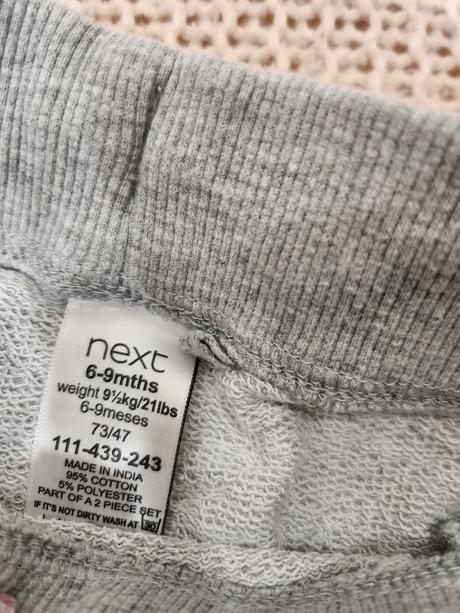 next
6-9mths
weight 9½kg/21lbs
6-9meses
73/47
111-439-243
MADE IN INDIA
95% COTTON
5% POLYESTER
PART OF A 2 PIECE SET
IF IT'S NOT DIRTY WASH AT 30